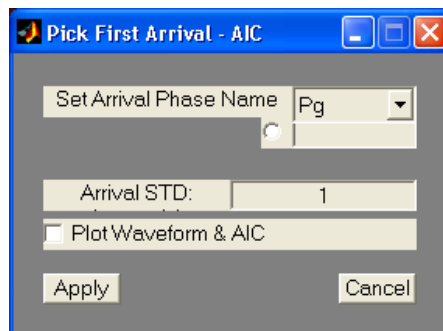 Pick First Arrival - AIC
Set Arrival Phase Name Pg
Arrival STD: 1
Plot Waveform & AIC
Apply Cancel